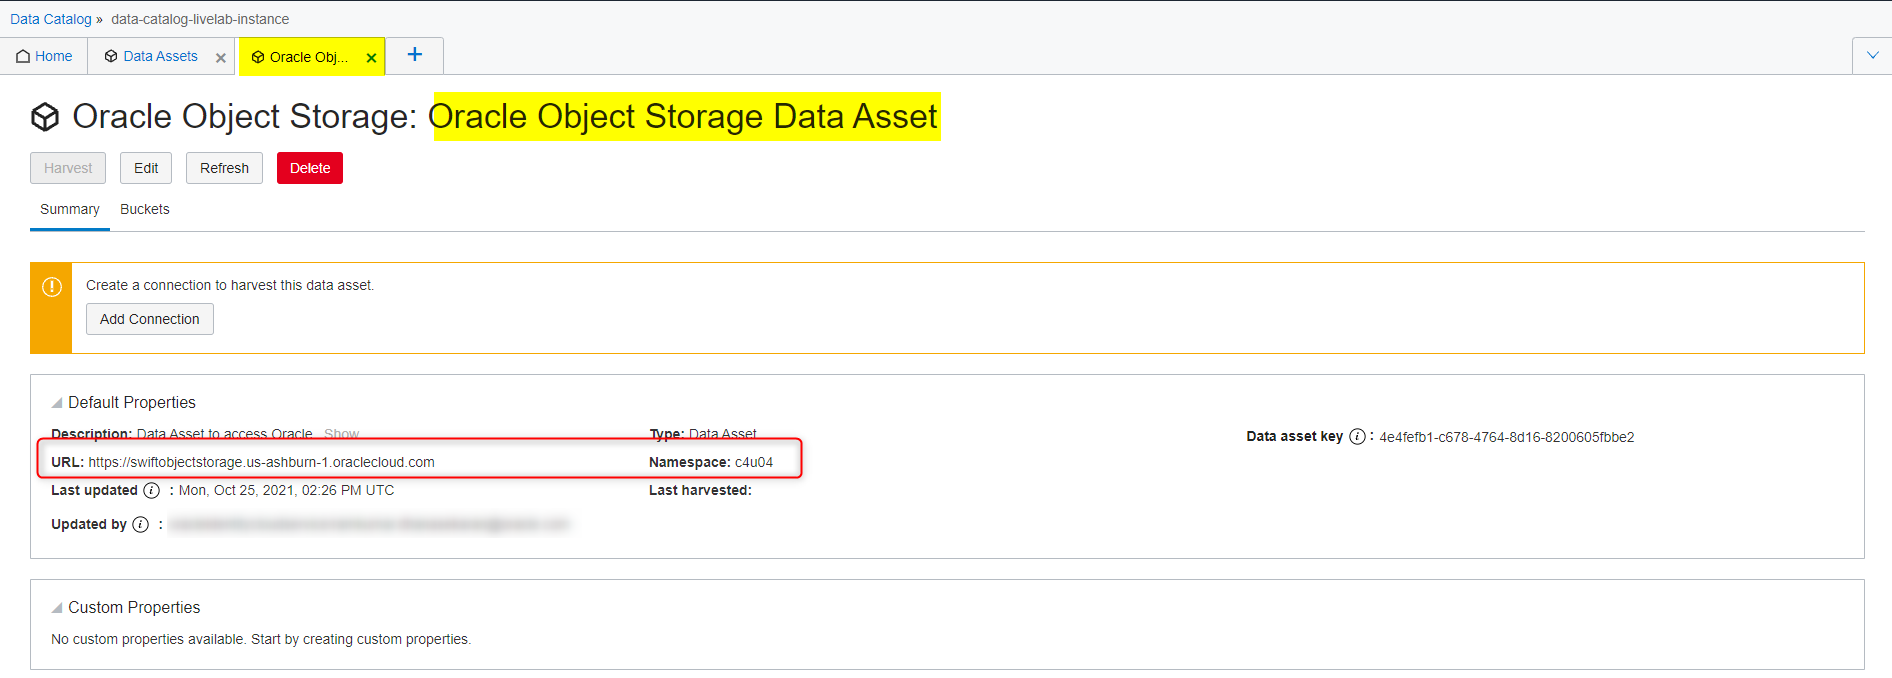 Data Catalog » data-catalog-livelab-instance
Home Data Assets × Oracle Obj... × +
Oracle Object Storage: Oracle Object Storage Data Asset
Harvest Edit Refresh Delete
Summary Buckets
Create a connection to harvest this data asset.
Add Connection
Default Properties
Description: Data Asset to access Oracle Show Type: Data Asset Data asset key i : 4e4fefb1-c678-4764-8d16-8200605fbbe2
URL: https://swiftobjectstorage.us-ashburn-1.oraclecloud.com Namespace: c4u04
Last updated i : Mon, Oct 25, 2021, 02:26 PM UTC Last harvested:
Updated by i :
Custom Properties
No custom properties available. Start by creating custom properties.